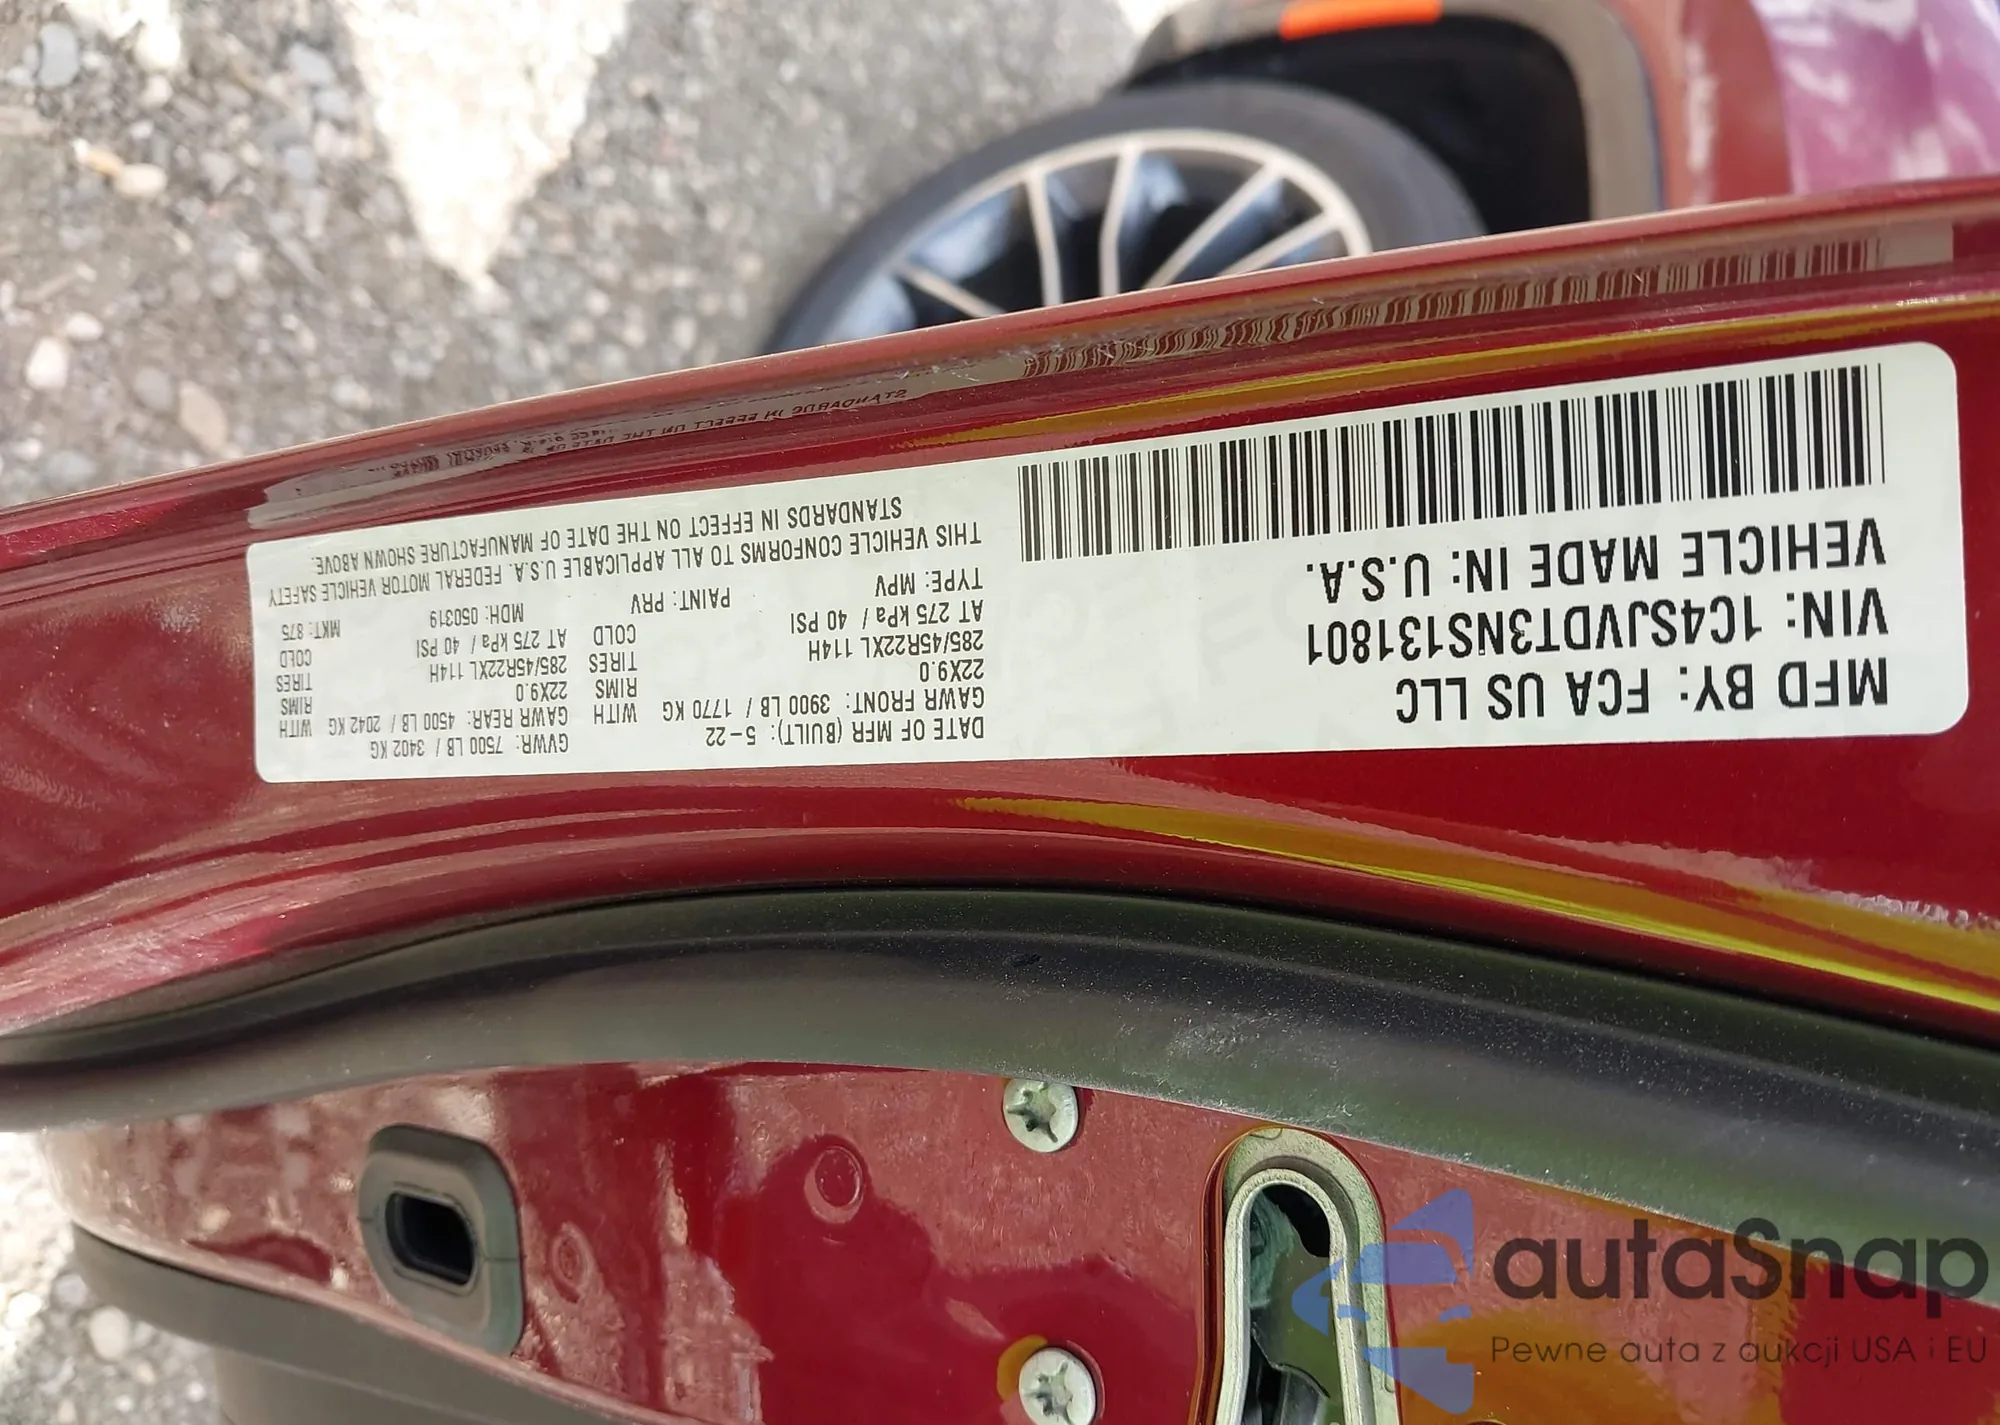 MFD BY: FCA US LLC
VIN: 1C4SJVDT3NS131801
VEHICLE MADE IN: U.S.A.
DATE OF MFR (BUILT): 5-22 GVWR: 7500 LB / 3402 KG
GAWR FRONT: 3900 LB / 1770 KG WITH GAWR REAR: 4500 LB / 2042 KG WITH
22X9.0 RIMS 22X9.0 RIMS
285/45R22XL 114H TIRES 285/45R22XL 114H TIRES
AT 275 kPa / 40 PSI COLD AT 275 kPa / 40 PSI COLD
TYPE: MPV PAINT: PRV MDH: 050319 MKT: 875
THIS VEHICLE CONFORMS TO ALL APPLICABLE U.S.A. FEDERAL MOTOR VEHICLE SAFETY
STANDARDS IN EFFECT ON THE DATE OF MANUFACTURE SHOWN ABOVE.
autaSnap
Pewne auta z aukcji USA i EU